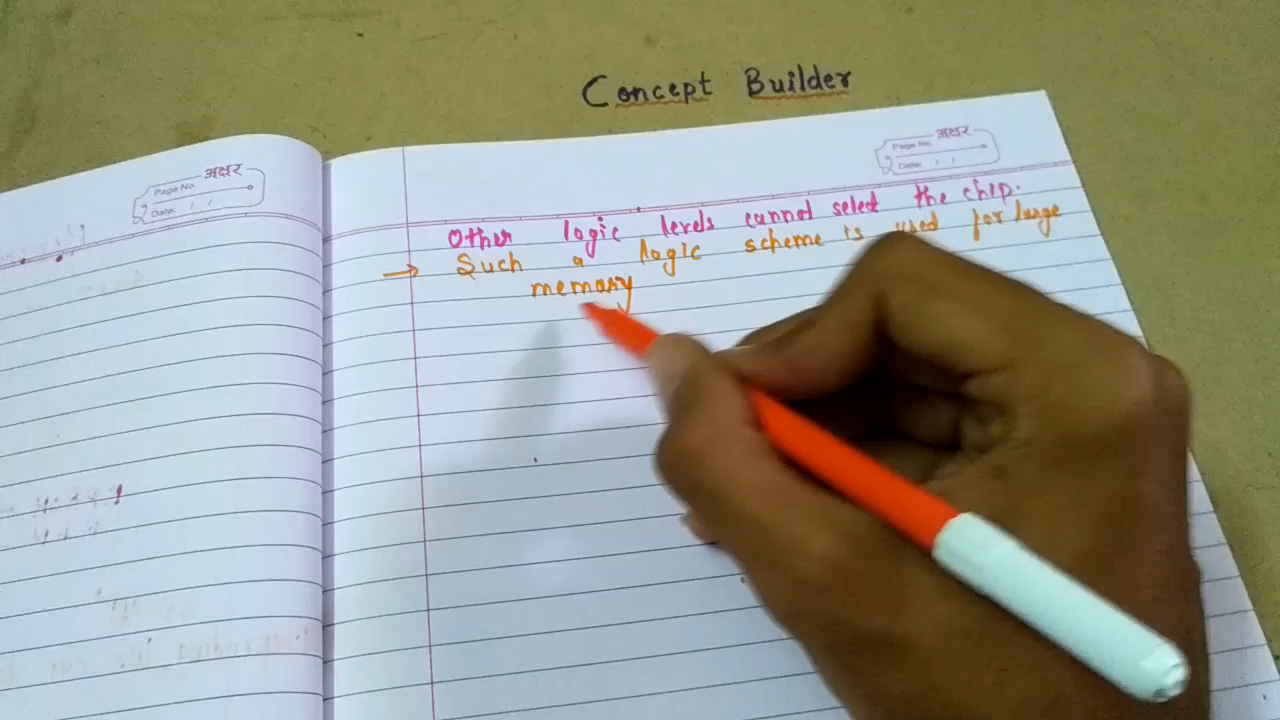 Concept Builder
अक्षर
Page No.
Date: / /
अक्षर
Page No.
Date: / /
Other logic levels cannot select the chip.
→ Such a logic scheme is used for large
memory